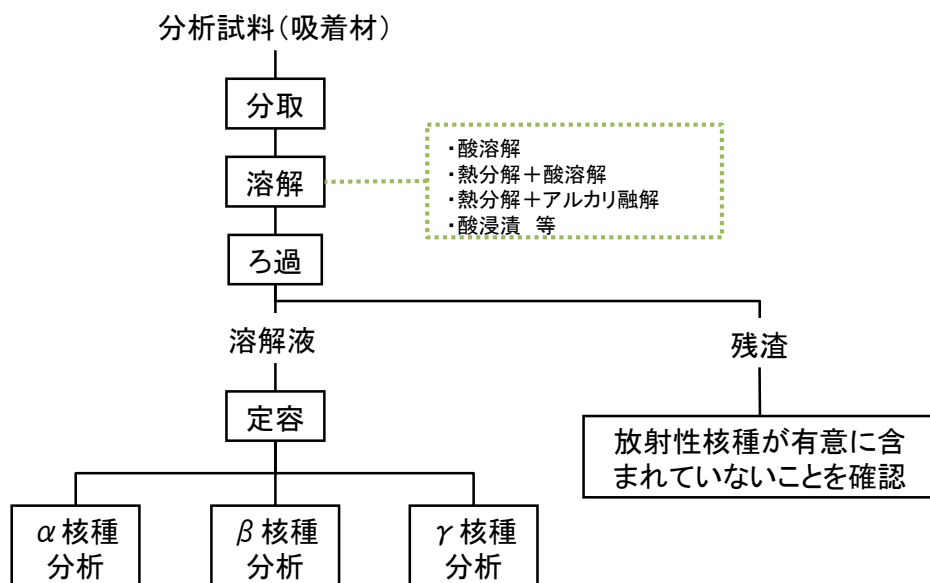 分析試料(吸着材)
分取
溶解
・酸溶解
・熱分解+酸溶解
・熱分解+アルカリ融解
・酸浸漬 等
ろ過
溶解液
残渣
定容
放射性核種が有意に含
まれていないことを確認
α核種
分析
β核種
分析
γ核種
分析